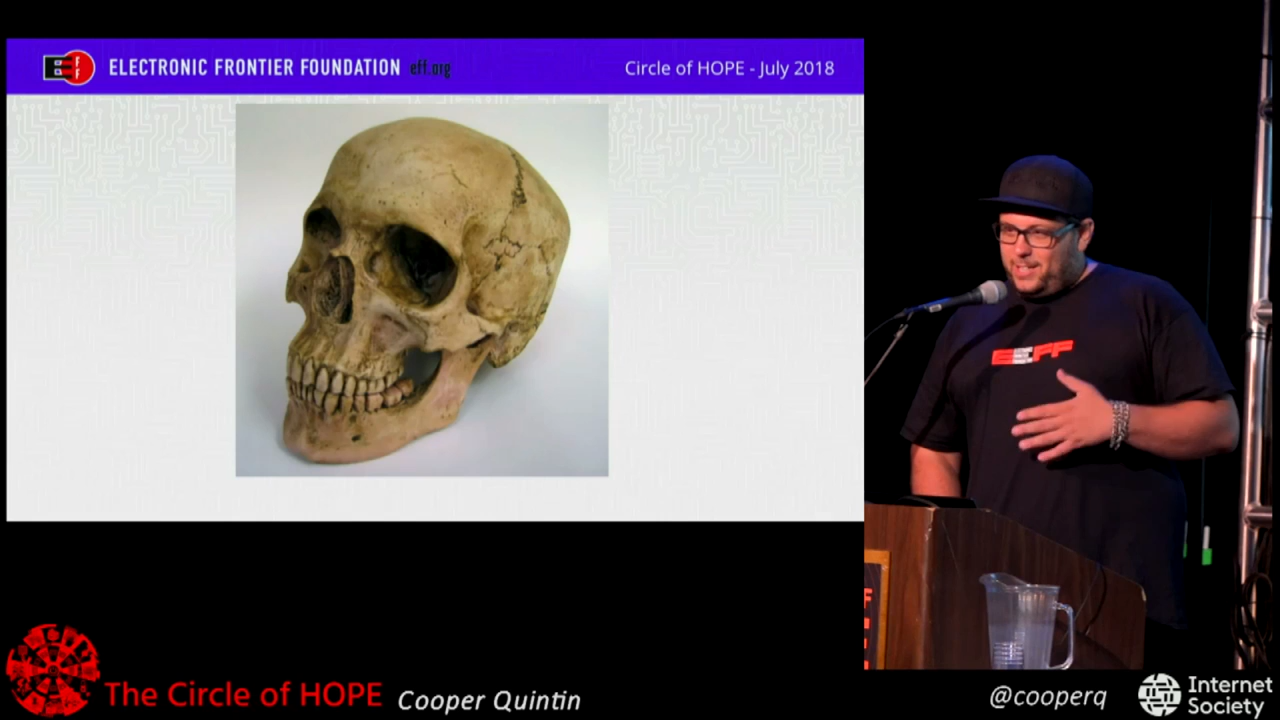 ELECTRONIC FRONTIER FOUNDATION eff.org
Circle of HOPE - July 2018
EFF
The Circle of HOPE
Cooper Quintin
@cooperq
Internet
Society